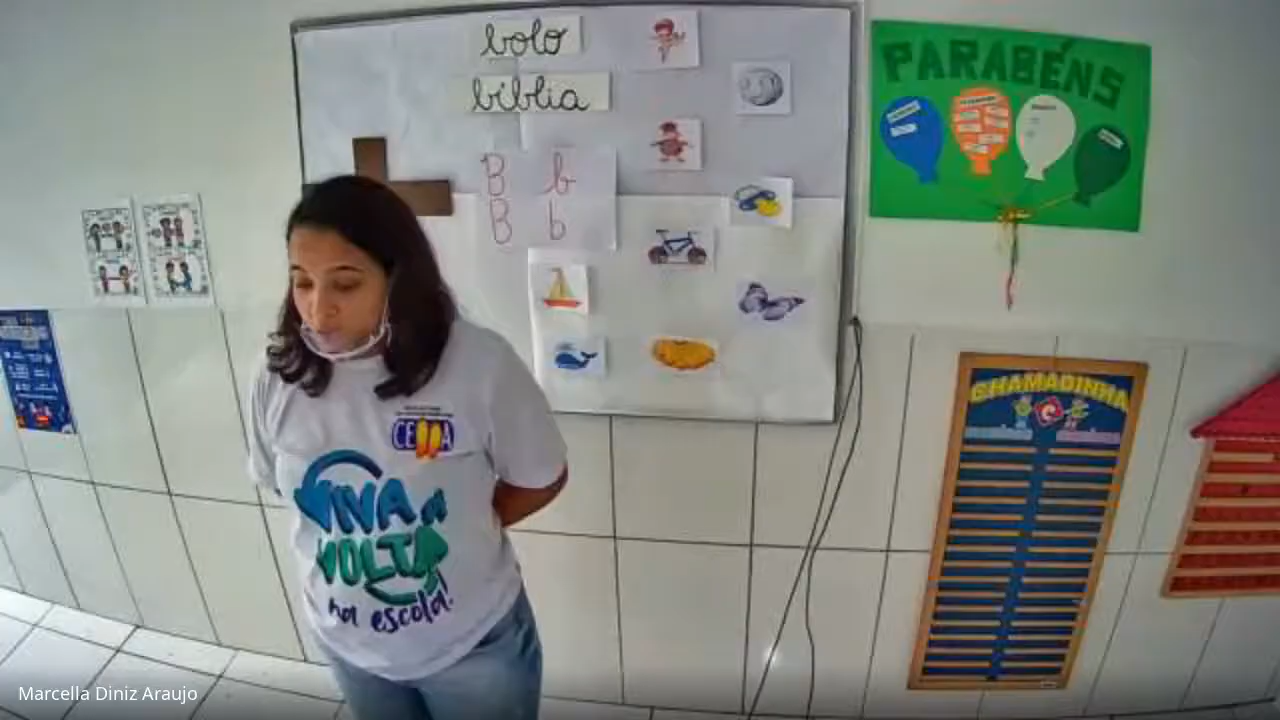 bolo
bíblia
B b
B b
PARABÉNS
CHAMADINHA
C
CEMA
VIVA A
VOLTA
na escola!
Marcella Diniz Araujo